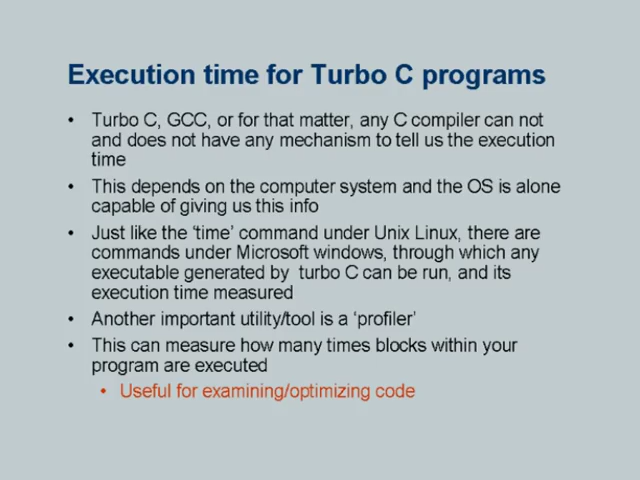 Execution time for Turbo C programs
• Turbo C, GCC, or for that matter, any C compiler can not
and does not have any mechanism to tell us the execution
time
• This depends on the computer system and the OS is alone
capable of giving us this info
• Just like the ‘time’ command under Unix Linux, there are
commands under Microsoft windows, through which any
executable generated by turbo C can be run, and its
execution time measured
• Another important utility/tool is a ‘profiler’
• This can measure how many times blocks within your
program are executed
• Useful for examining/optimizing code